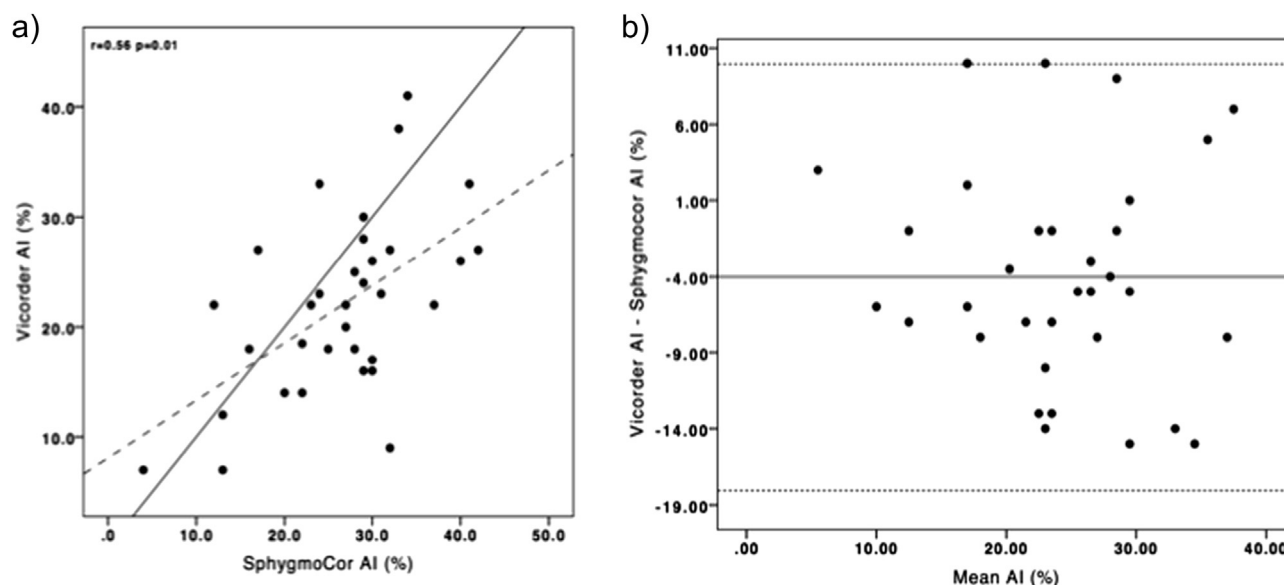 a)
r=0.56 p=0.01
Vicorder AI (%)
40.0
30.0
20.0
10.0
.0 10.0 20.0 30.0 40.0 50.0
SphygmoCor AI (%)
b)
Vicorder AI - Sphygmocor AI (%)
11.00
6.00
1.00
-4.00
-9.00
-14.00
-19.00
.00 10.00 20.00 30.00 40.00
Mean AI (%)